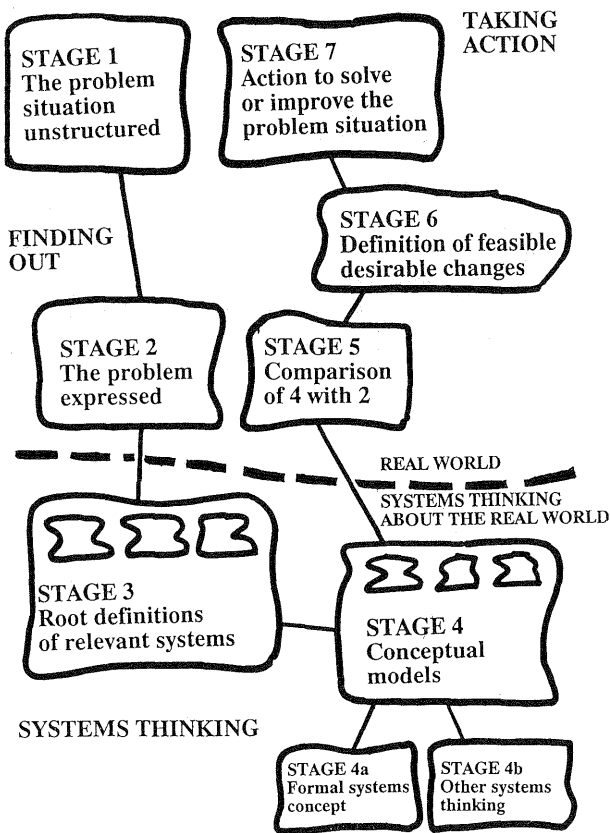 TAKING
ACTION
STAGE 1
The problem
situation
unstructured
STAGE 7
Action to solve
or improve the
problem situation
STAGE 6
Definition of feasible
desirable changes
FINDING
OUT
STAGE 2
The problem
expressed
STAGE 5
Comparison
of 4 with 2
REAL WORLD
SYSTEMS THINKING
ABOUT THE REAL WORLD
STAGE 3
Root definitions
of relevant systems
STAGE 4
Conceptual
models
SYSTEMS THINKING
STAGE 4a
Formal systems
concept
STAGE 4b
Other systems
thinking